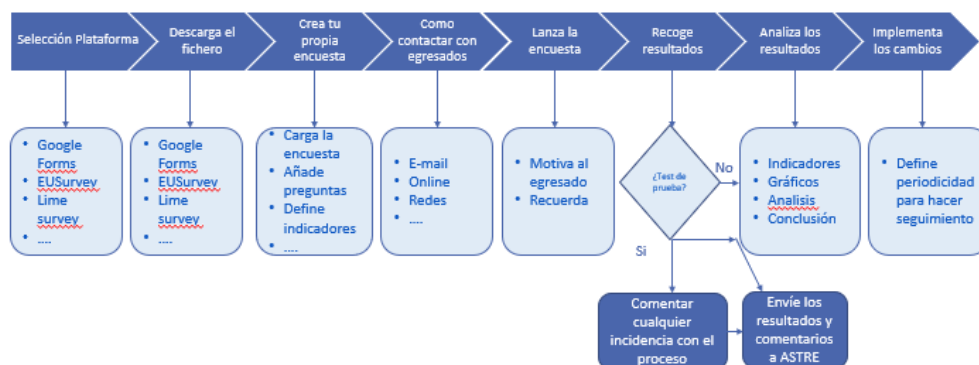 Selección Plataforma
Descarga el
fichero
Crea tu
propia
encuesta
Como
contactar con
egresados
Lanza la
encuesta
Recoge
resultados
Analiza los
resultados
Implementa
los cambios
• Google
Forms
• EUSurvey
• Lime
survey
• ....
• Google
Forms
• EUSurvey
• Lime
survey
• ....
• Carga la
encuesta
• Añade
preguntas
• Define
indicadores
• ....
• E-mail
• Online
• Redes
• ....
• Motiva al
egresado
• Recuerda
¿Test de
prueba?
No
Si
• Indicadores
• Gráficos
• Analisis
• Conclusión
• Define
periodicidad
para hacer
seguimiento
Comentar
cualquier
incidencia con el
proceso
Envíe los
resultados y
comentarios
a ASTRE